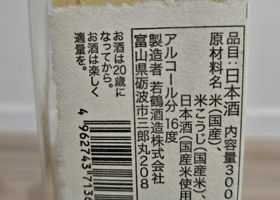 品目:日本酒 内容量300
原材料名 米(国産)、
米こうじ(国産米)、
日本酒(国産米使用
アルコール分16度
製造者 若鶴酒造株式会社
富山県砺波市三郎丸208
お酒は20歳に
なってから。
お酒は楽しく
適量を。
4962743713